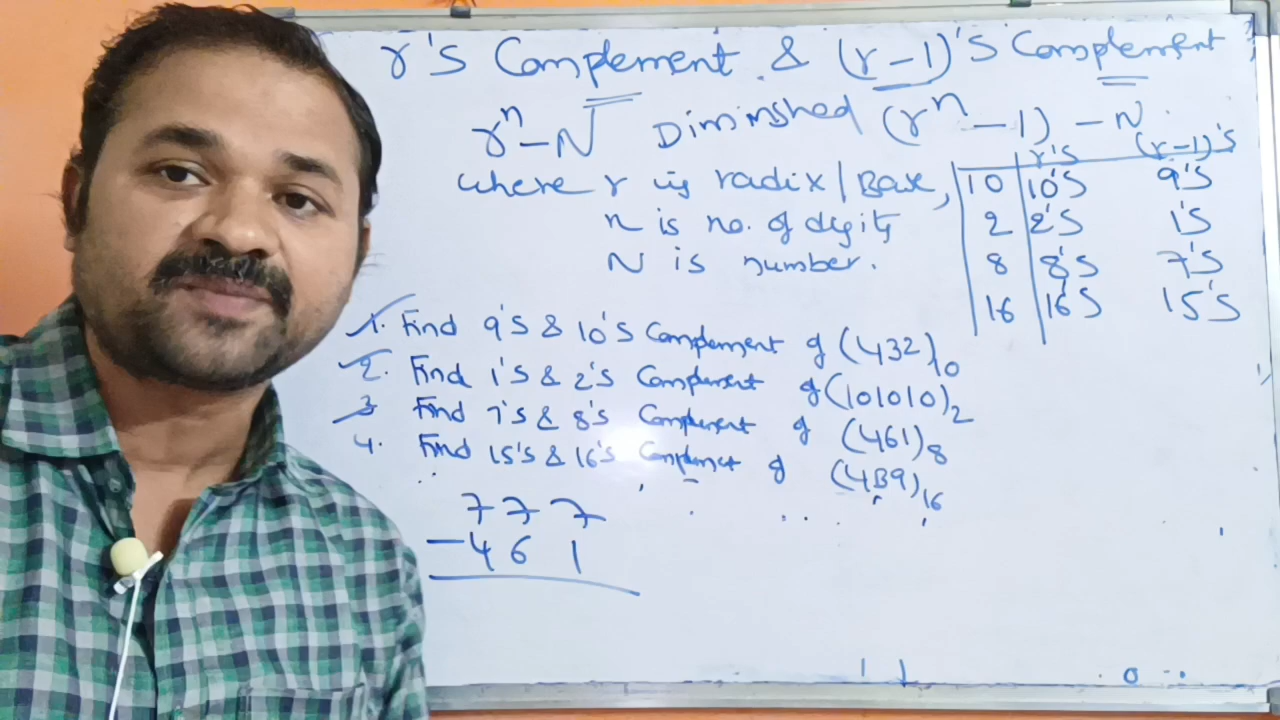 r's Complement & (r-1)'s Complement
rⁿ-N Diminshed (rⁿ-1)-N
where r is radix/Base,
n is no. of digits
N is number.
r's (r-1)'s
10 10's 9's
2 2's 1's
8 8's 7's
16 16's 15's
1. Find 9's & 10's Complement of (432)₁₀
2. Find 1's & 2's Complement of (101010)₂
3. Find 7's & 8's Complement of (461)₈
4. Find 15's & 16's Complement of (4B9)₁₆
7 7 7
- 4 6 1